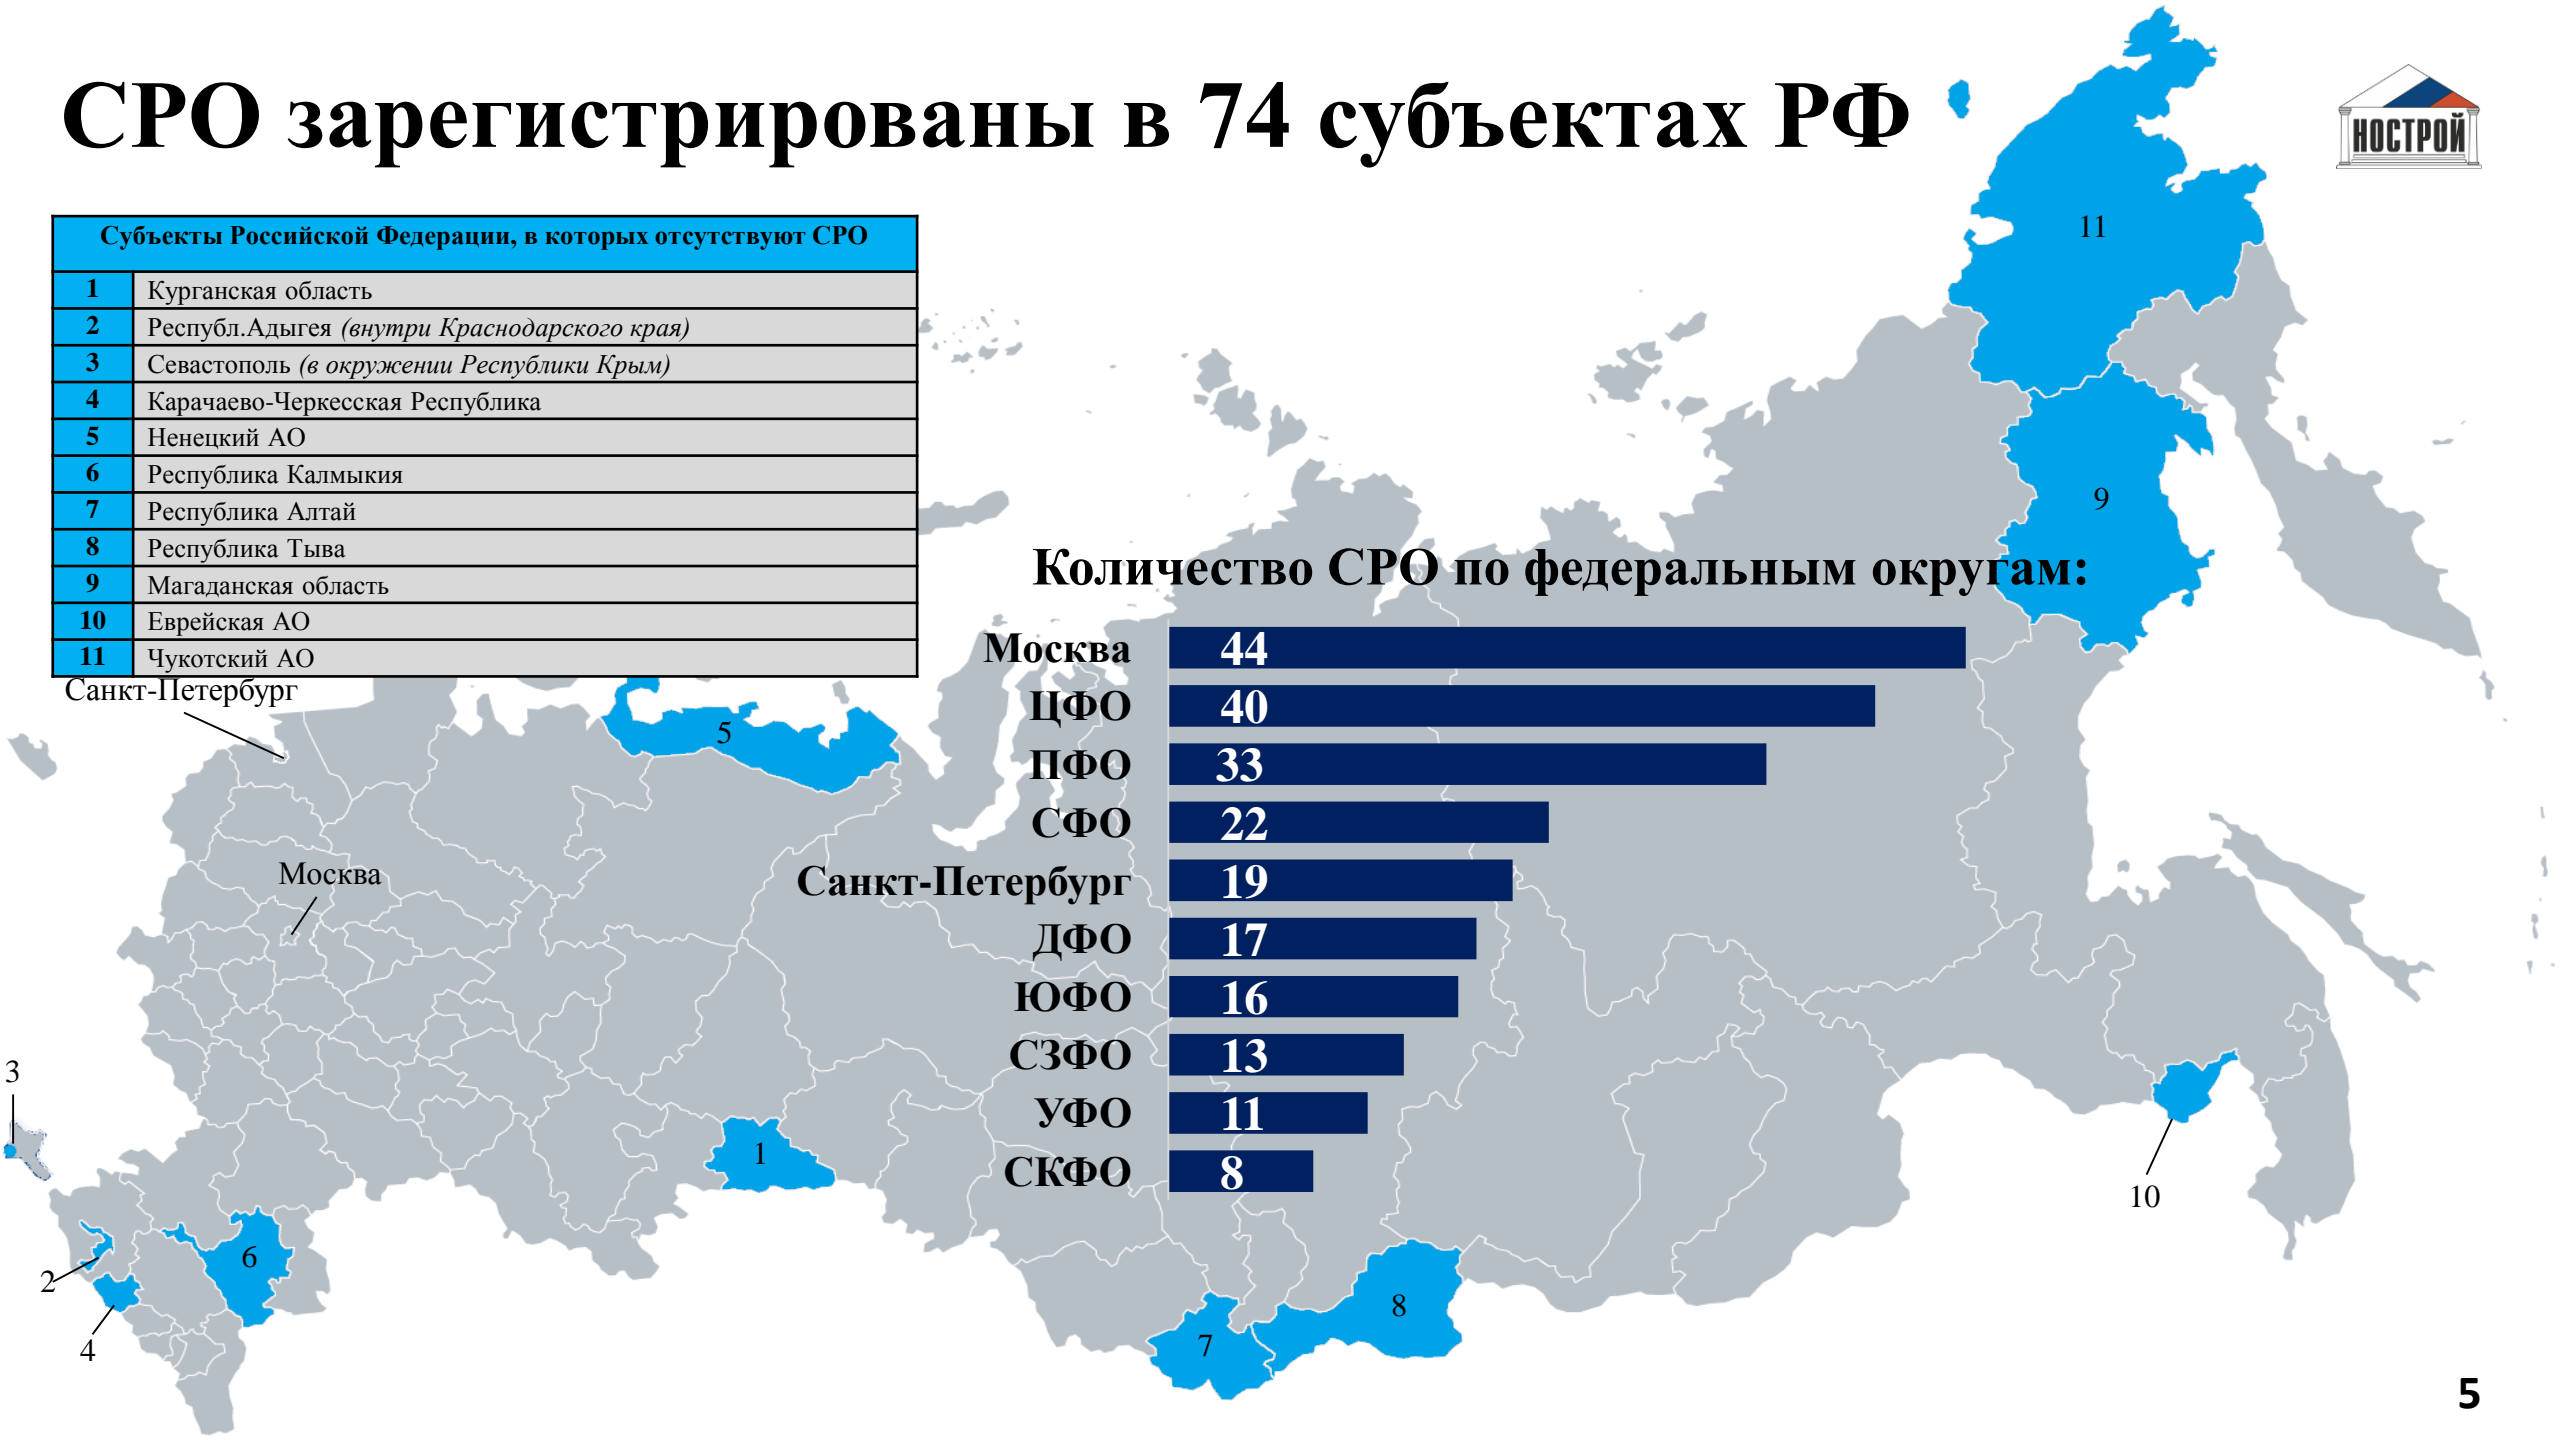 СРО зарегистрированы в 74 субъектах РФ
НОСТРОЙ
Субъекты Российской Федерации, в которых отсутствуют СРО
1 Курганская область
2 Республ.Адыгея (внутри Краснодарского края)
3 Севастополь (в окружении Республики Крым)
4 Карачаево-Черкесская Республика
5 Ненецкий АО
6 Республика Калмыкия
7 Республика Алтай
8 Республика Тыва
9 Магаданская область
10 Еврейская АО
11 Чукотский АО
Санкт-Петербург
Москва
Количество СРО по федеральным округам:
Москва 44
ЦФО 40
ПФО 33
СФО 22
Санкт-Петербург 19
ДФО 17
ЮФО 16
СЗФО 13
УФО 11
СКФО 8
11
9
5
3
1
10
6
2
4
8
7
5